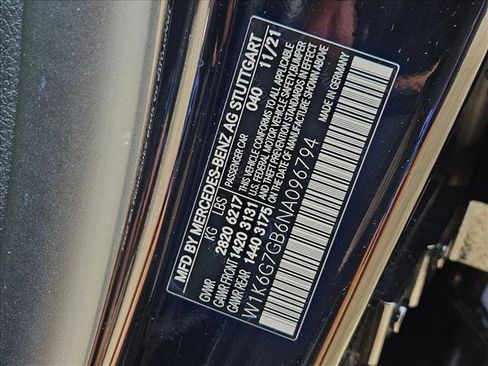 MFD BY MERCEDES-BENZ AG STUTTGART
040 11/21
KG LBS
PASSENGER CAR
GVWR 2820 6217
GAWR FRONT 1420 3131
GAWR REAR 1440 3175
THIS VEHICLE CONFORMS TO ALL APPLICABLE
U.S. FEDERAL MOTOR VEHICLE SAFETY, BUMPER
AND THEFT PREVENTION STANDARDS IN EFFECT
ON THE DATE OF MANUFACTURE SHOWN ABOVE.
W1K6G7GB6NA096794
MADE IN GERMANY